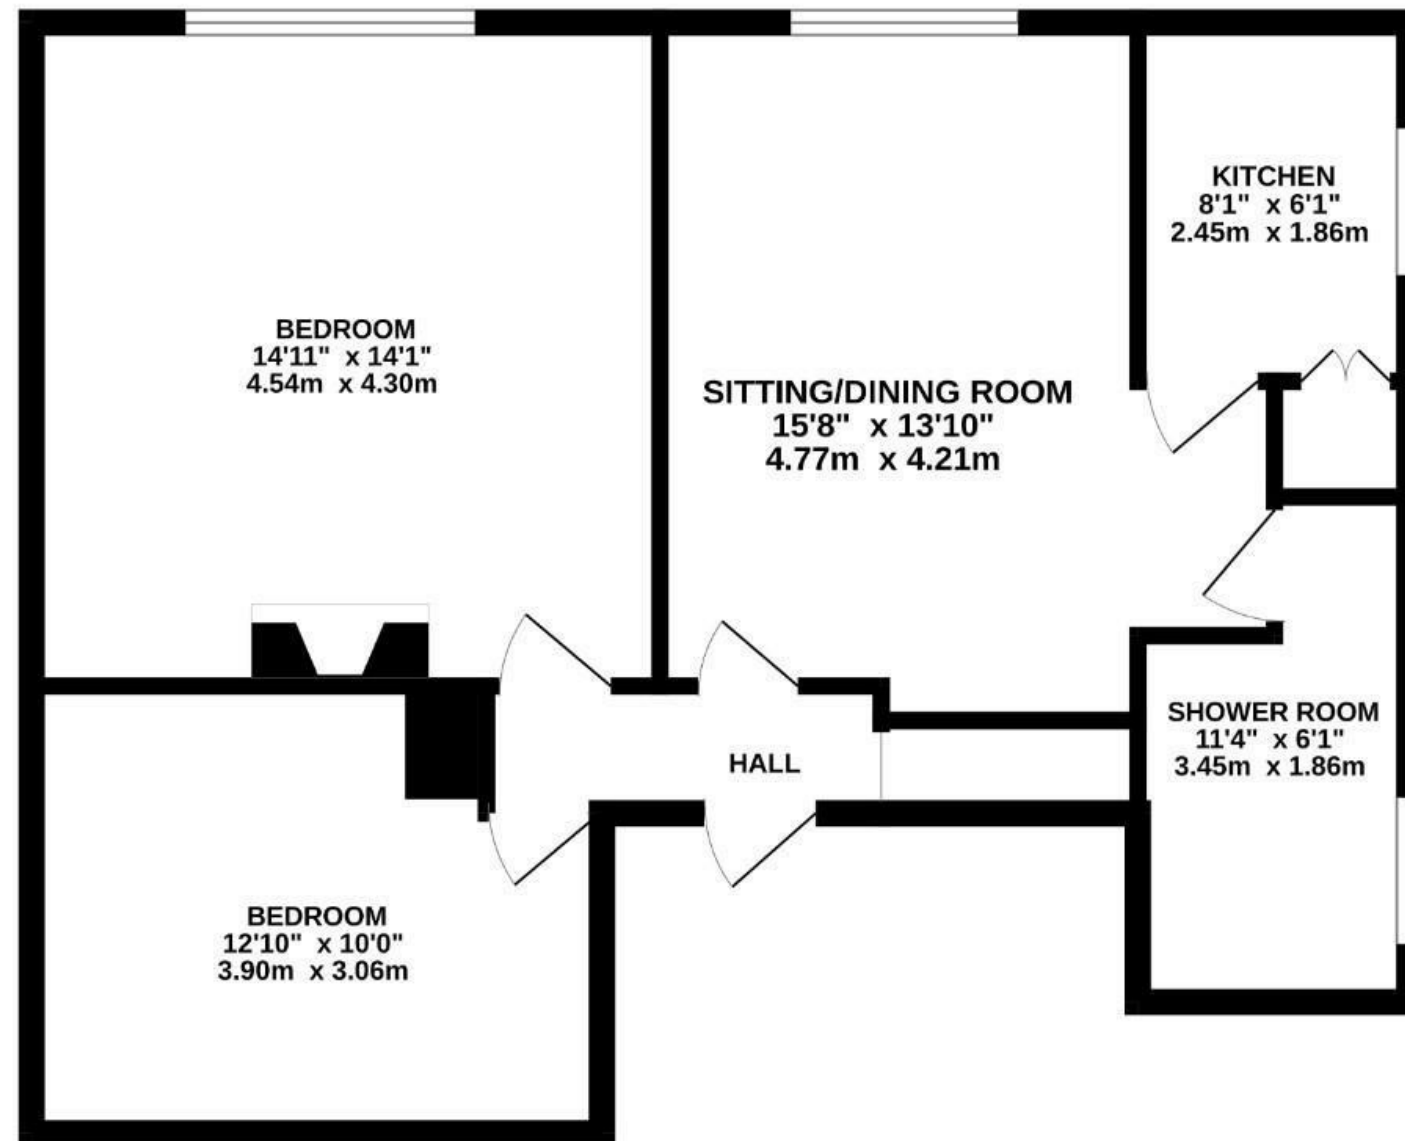 KITCHEN
8'1" x 6'1"
2.45m x 1.86m
BEDROOM
14'11" x 14'1"
4.54m x 4.30m
SITTING/DINING ROOM
15'8" x 13'10"
4.77m x 4.21m
SHOWER ROOM
11'4" x 6'1"
3.45m x 1.86m
HALL
BEDROOM
12'10" x 10'0"
3.90m x 3.06m